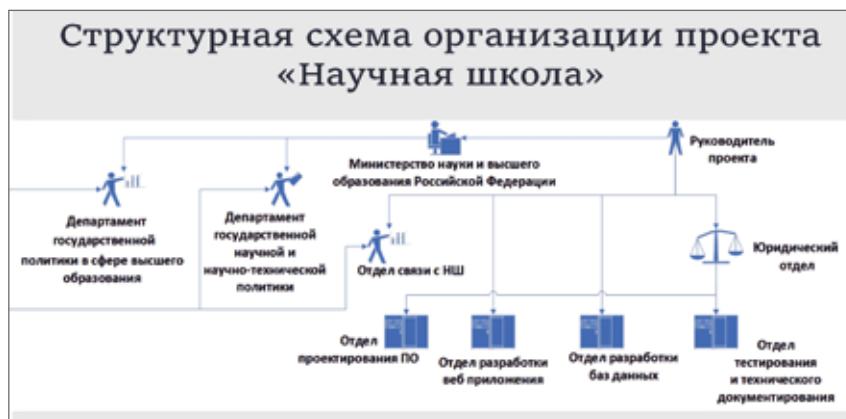 Структурная схема организации проекта
«Научная школа»
Руководитель
проекта
Министерство науки и высшего
образования Российской Федерации
Департамент
государственной
политики в сфере высшего
образования
Департамент
государственной
научной и
научно-технической
политики
Отдел связи с НШ
Юридический
отдел
Отдел
проектирования ПО
Отдел разработки
веб приложения
Отдел разработки
баз данных
Отдел
тестирования
и технического
документирования